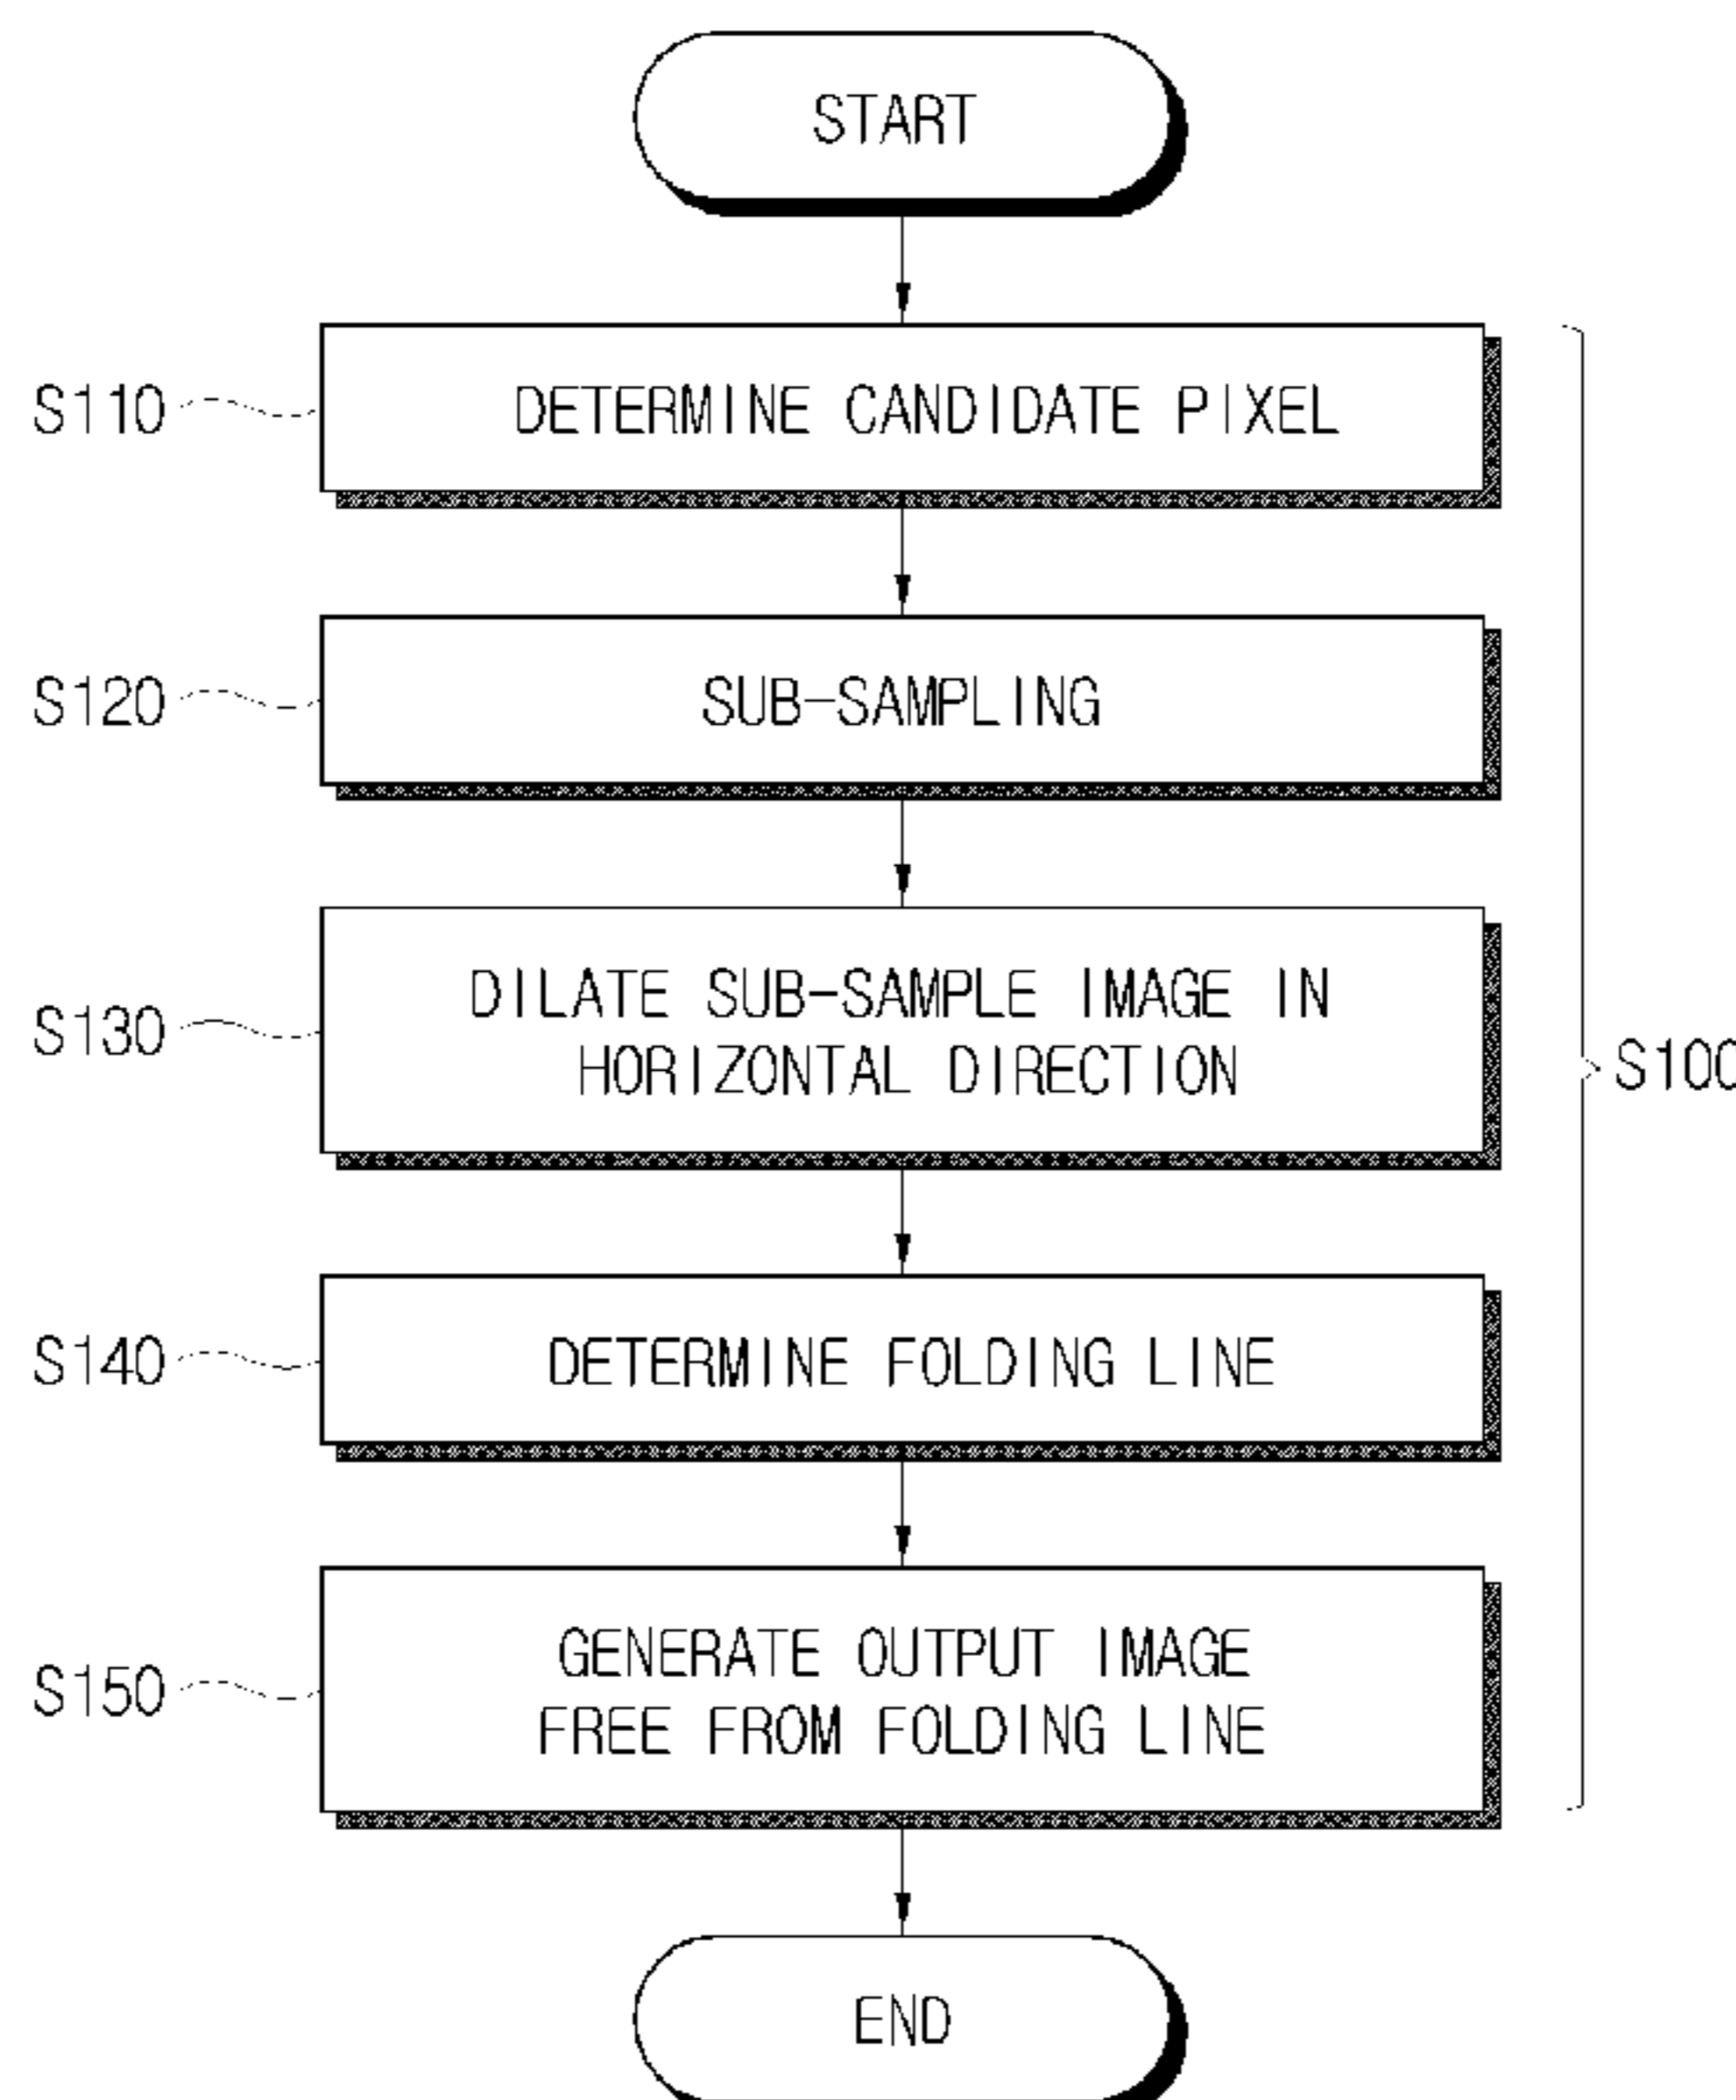 START
S110
DETERMINE CANDIDATE PIXEL
S120
SUB-SAMPLING
S130
DILATE SUB-SAMPLE IMAGE IN
HORIZONTAL DIRECTION
S100
S140
DETERMINE FOLDING LINE
S150
GENERATE OUTPUT IMAGE
FREE FROM FOLDING LINE
END